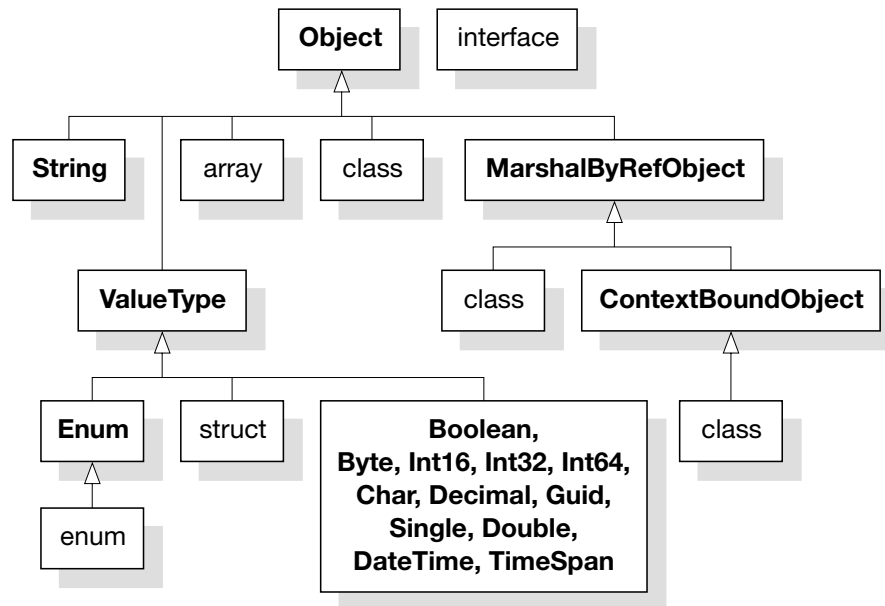 Object
interface
String
array
class
MarshalByRefObject
ValueType
class
ContextBoundObject
Enum
struct
Boolean,
Byte, Int16, Int32, Int64,
Char, Decimal, Guid,
Single, Double,
DateTime, TimeSpan
class
enum